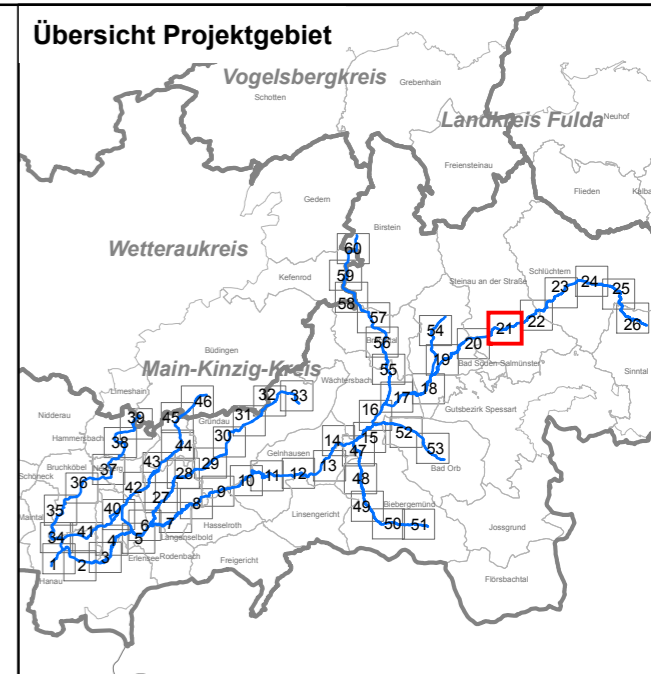 Übersicht Projektgebiet
Vogelsbergkreis
Grebenhain
Schotten
Landkreis Fulda
Neuhof
Freiensteinau
Flieden
Gedern
Birstein
Wetteraukreis
60
Kefenrod
59
58
57
Steinau an der Straße
Schlüchtern
23
24
25
26
22
21
20
54
56
Sinntal
Bad Soden-Salmünster
19
Büdingen
Main-Kinzig-Kreis
Wächtersbach
55
18
17
Gutsbezirk Spessart
Limeshain
46
45
32
33
31
Nidderau
39
Gründau
16
Hammersbach
38
44
30
14
15
52
Gelnhausen
47
53
Bad Orb
Bruchköbel
37
43
29
13
Schöneck
36
42
28
10
11
12
48
Linsengericht
9
27
8
Hasselroth
49
Biebergemünd
35
40
Maintal
41
6
7
Langenselbold
50
51
Jossgrund
34
4
5
Erlensee
Rodenbach
Freigericht
3
2
1
Hanau
Flörsbachtal